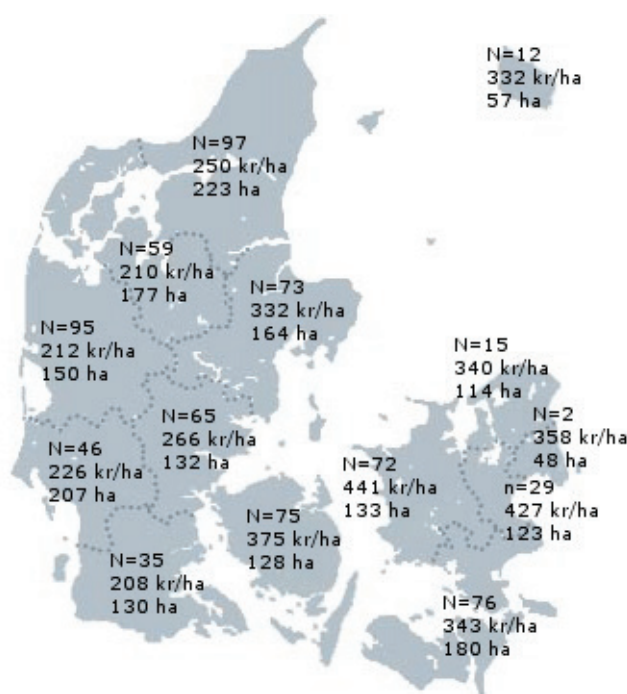 N=12
332 kr/ha
57 ha
N=97
250 kr/ha
223 ha
N=59
210 kr/ha
177 ha
N=73
332 kr/ha
164 ha
N=95
212 kr/ha
150 ha
N=15
340 kr/ha
114 ha
N=65
266 kr/ha
132 ha
N=2
358 kr/ha
48 ha
N=46
226 kr/ha
207 ha
N=72
441 kr/ha
133 ha
n=29
427 kr/ha
123 ha
N=75
375 kr/ha
128 ha
N=35
208 kr/ha
130 ha
N=76
343 kr/ha
180 ha